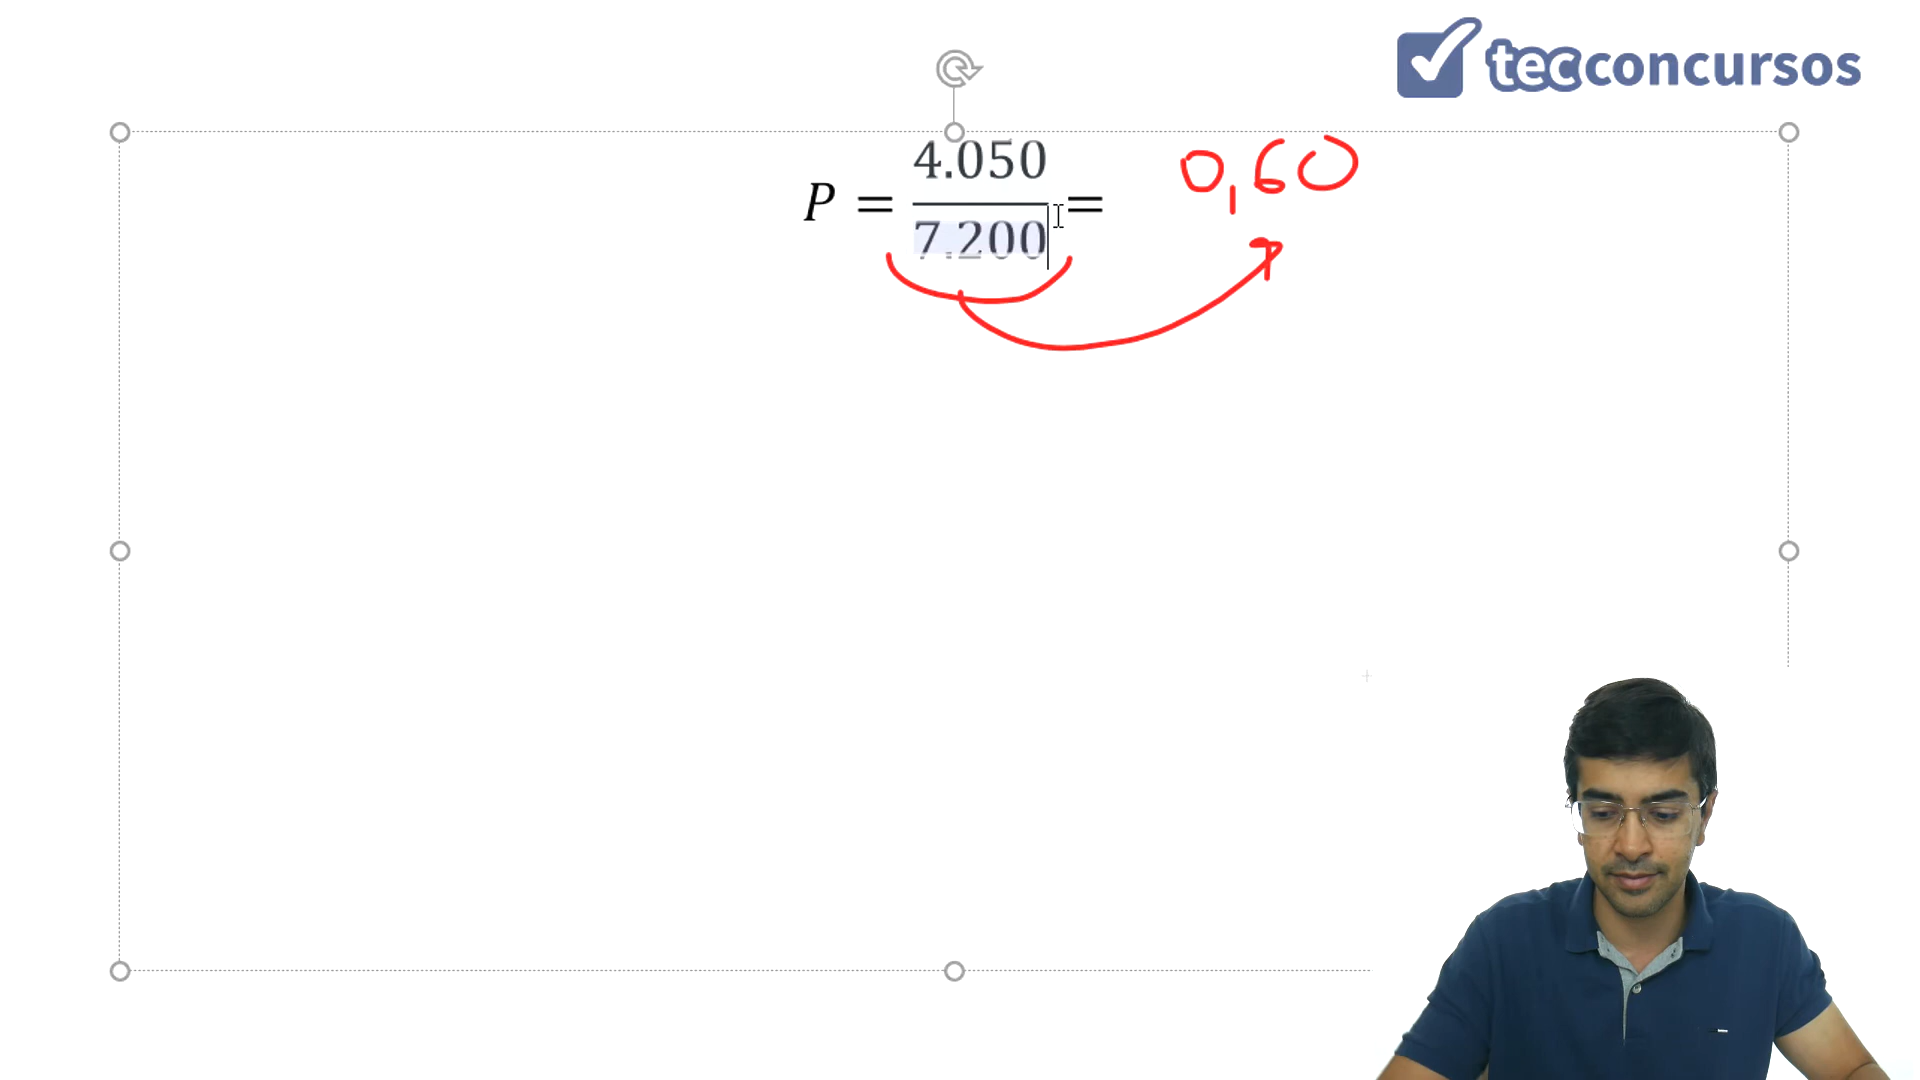 tecconcursos
P = 4.050 / 7.200 = 0,60